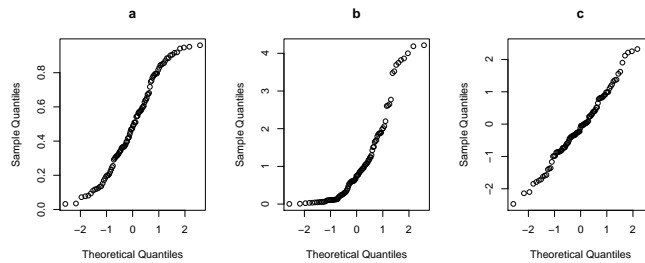 a
Sample Quantiles
0.0 0.2 0.4 0.6 0.8
−2 −1 0 1 2
Theoretical Quantiles
b
Sample Quantiles
0 1 2 3 4
−2 −1 0 1 2
Theoretical Quantiles
c
Sample Quantiles
−2 −1 0 1 2
−2 −1 0 1 2
Theoretical Quantiles